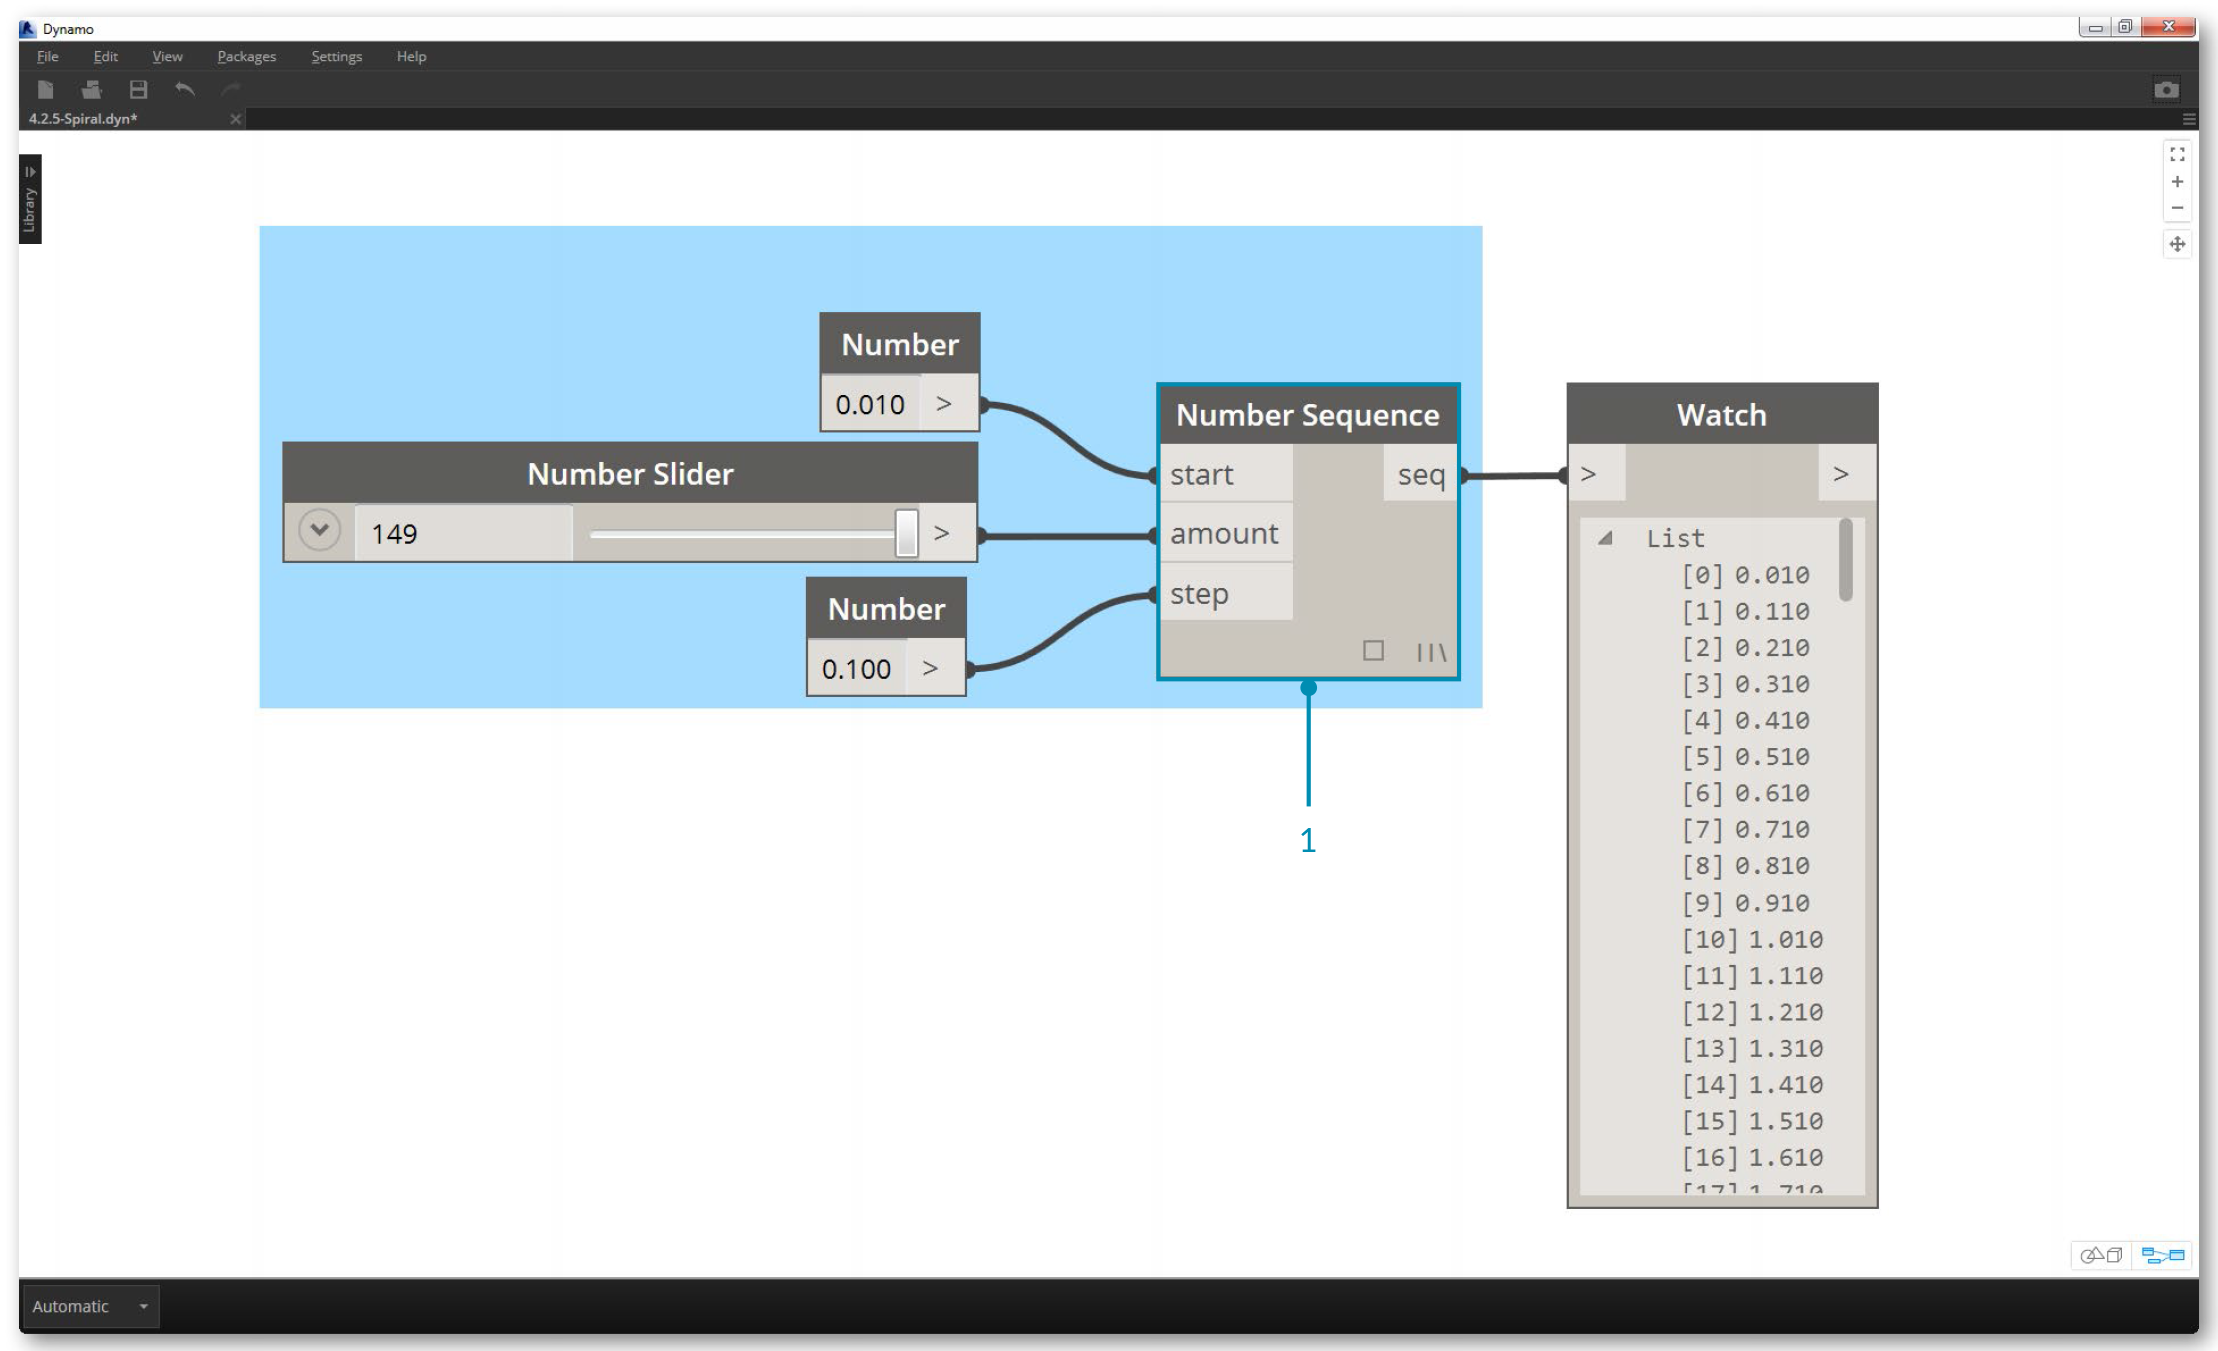 Dynamo
File Edit View Packages Settings Help
4.2.5-Spiral.dyn*
Library
Number
0.010 >
Number Slider
149 >
Number
0.100 >
Number Sequence
start seq
amount
step
1
Watch
> >
List
[0] 0.010
[1] 0.110
[2] 0.210
[3] 0.310
[4] 0.410
[5] 0.510
[6] 0.610
[7] 0.710
[8] 0.810
[9] 0.910
[10] 1.010
[11] 1.110
[12] 1.210
[13] 1.310
[14] 1.410
[15] 1.510
[16] 1.610
[17] 1.710
Automatic